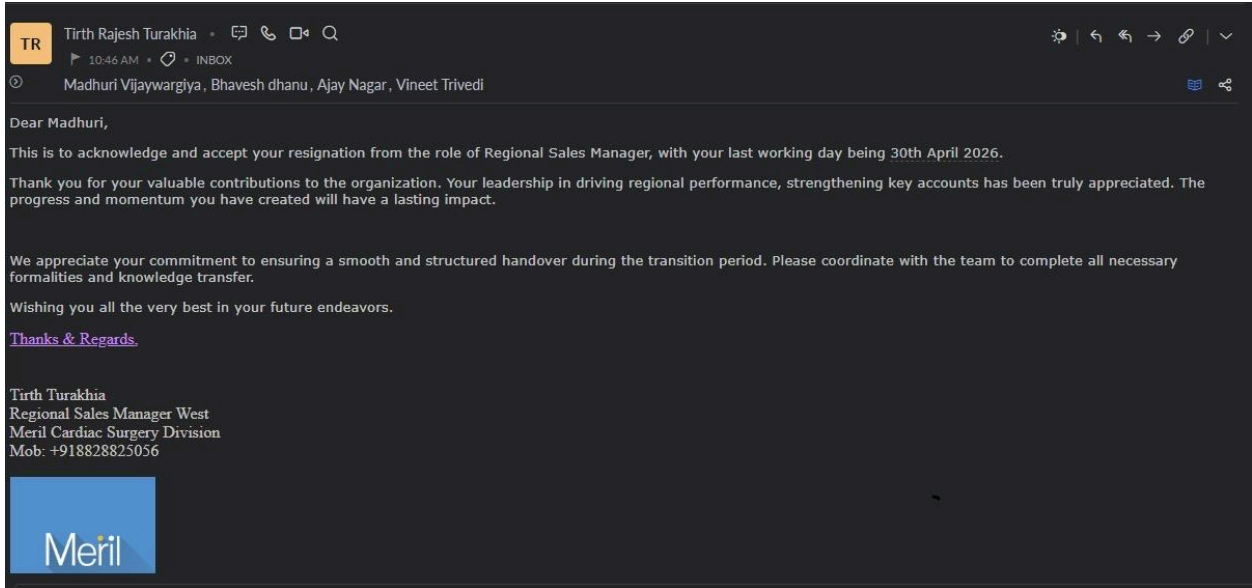 TR
Tirth Rajesh Turakhia
10:46 AM • INBOX
Madhuri Vijaywargiya, Bhavesh dhanu, Ajay Nagar, Vineet Trivedi
Dear Madhuri,
This is to acknowledge and accept your resignation from the role of Regional Sales Manager, with your last working day being 30th April 2026.
Thank you for your valuable contributions to the organization. Your leadership in driving regional performance, strengthening key accounts has been truly appreciated. The
progress and momentum you have created will have a lasting impact.
We appreciate your commitment to ensuring a smooth and structured handover during the transition period. Please coordinate with the team to complete all necessary
formalities and knowledge transfer.
Wishing you all the very best in your future endeavors.
Thanks & Regards,
Tirth Turakhia
Regional Sales Manager West
Meril Cardiac Surgery Division
Mob: +918828825056
Meril